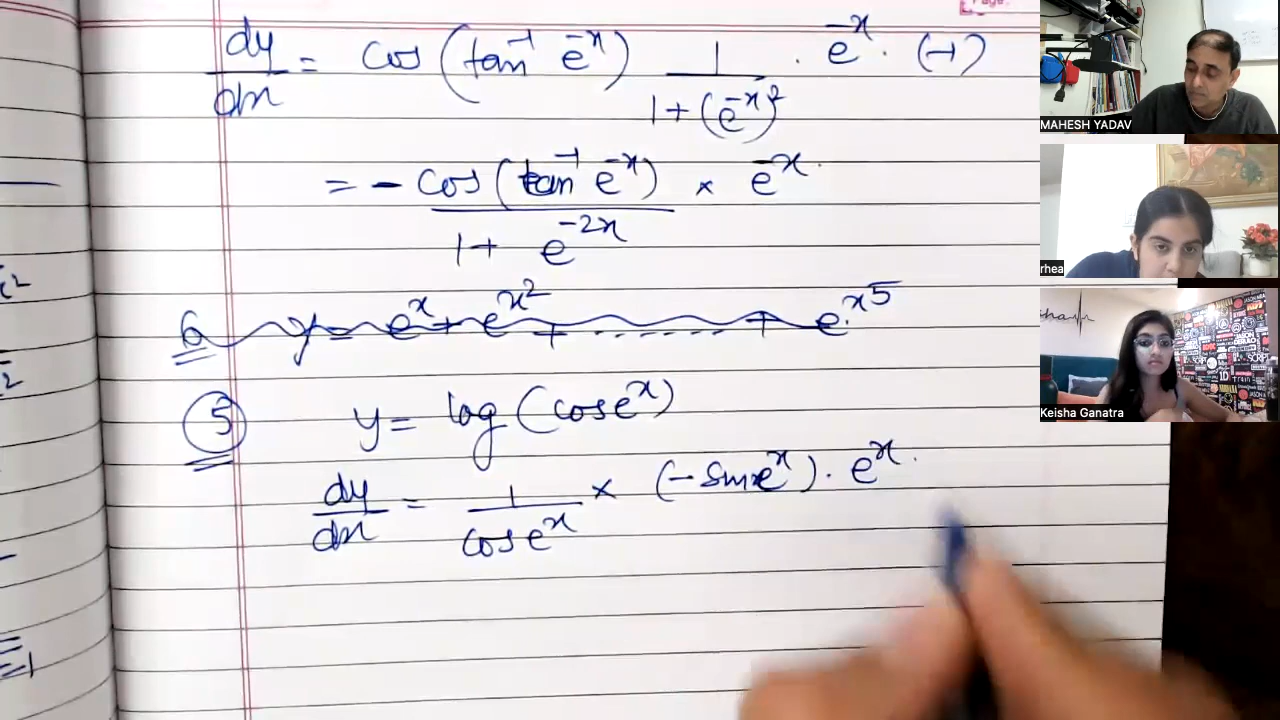 dy/dx = cos(tan⁻¹ e⁻ˣ) 1/(1+(e⁻ˣ)²) · e⁻ˣ · (-1)
= - cos(tan⁻¹ e⁻ˣ)/(1+ e⁻²ˣ) × e⁻ˣ.
6 y = eˣ + e^x² + ------ + e^x⁵
5 y = log(cos eˣ)
dy/dx = 1/(cos eˣ) × (- sin eˣ) · eˣ.
MAHESH YADAV
rhea
Keisha Ganatra